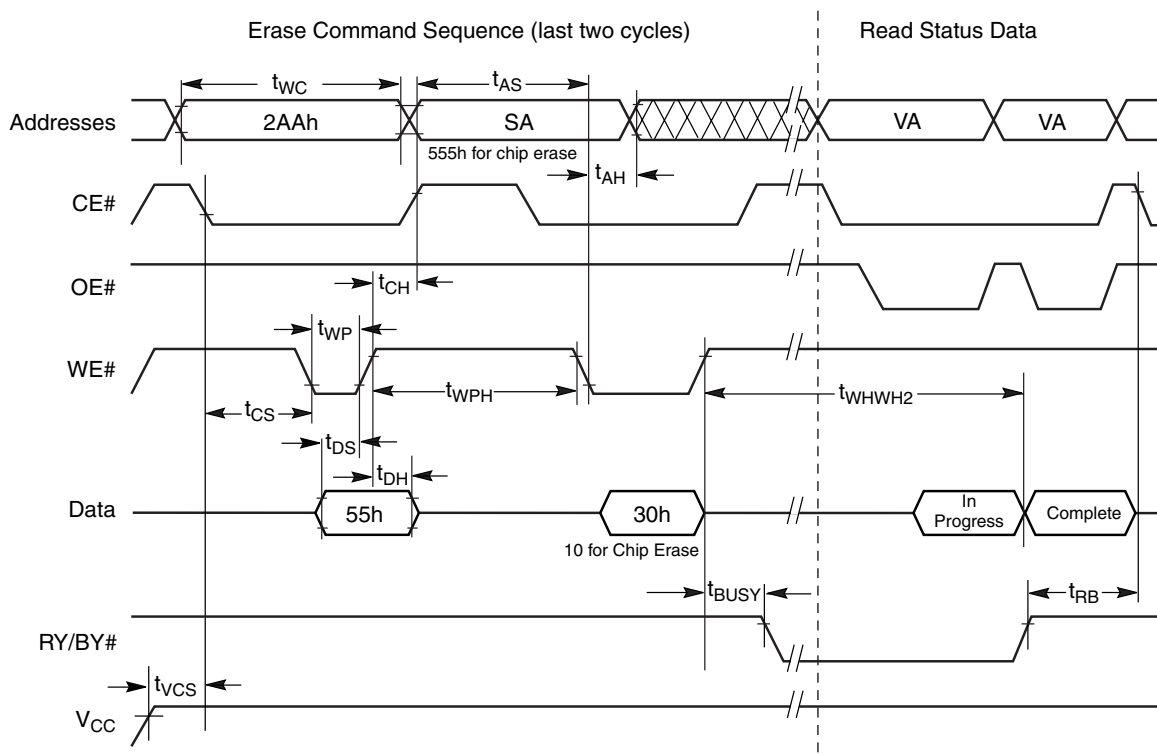 Erase Command Sequence (last two cycles)
Read Status Data
tWC
tAS
Addresses
2AAh
SA
VA
VA
555h for chip erase
tAH
CE#
OE#
tCH
tWP
WE#
tWPH
tWHWH2
tCS
tDS
tDH
Data
55h
30h
In
Progress
Complete
10 for Chip Erase
tBUSY
tRB
RY/BY#
tVCS
VCC